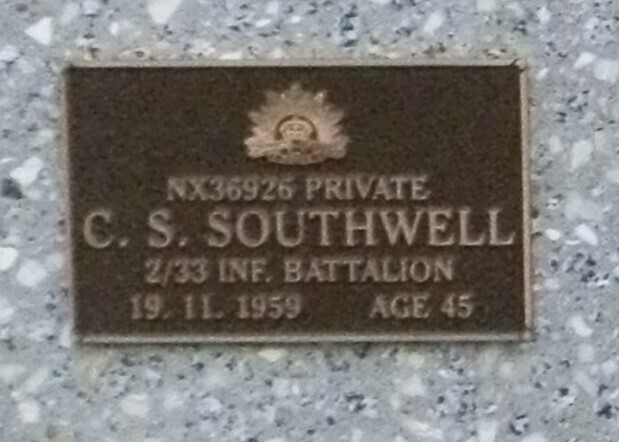 NX36926 PRIVATE
C. S. SOUTHWELL
2/33 INF. BATTALION
19. 11. 1959 AGE 45